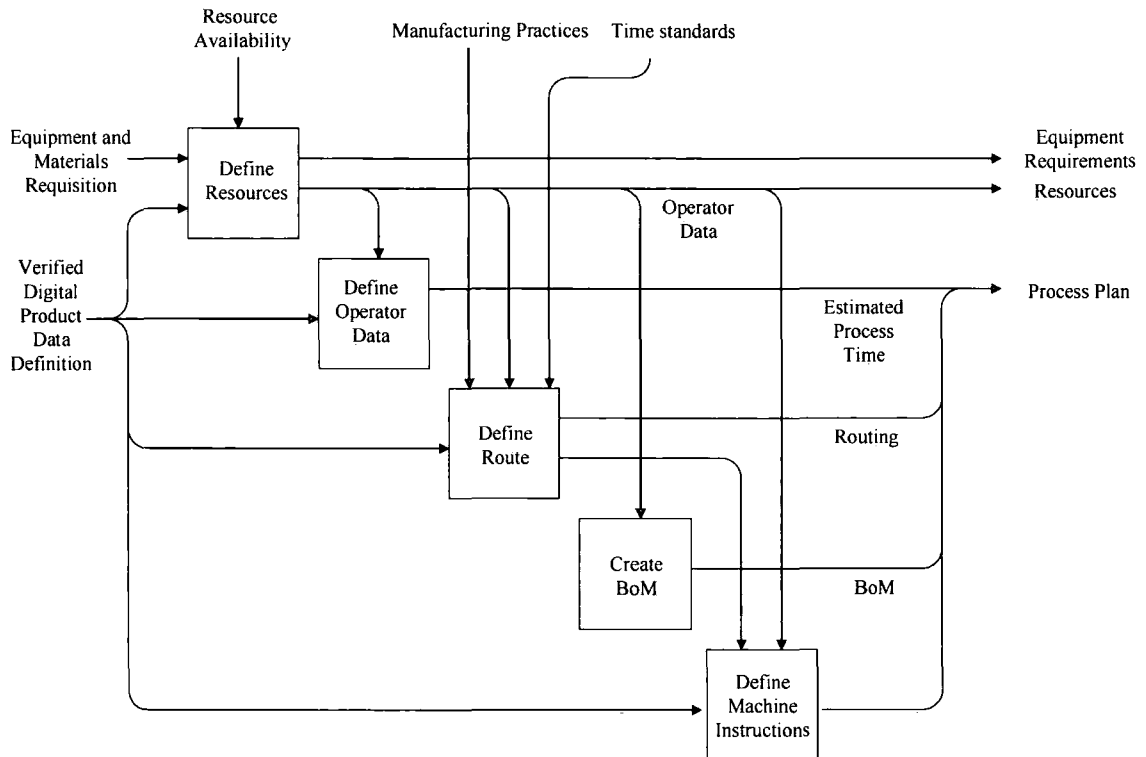 Resource
Availability
Manufacturing Practices
Time standards
Equipment and
Materials
Requisition
Define
Resources
Equipment
Requirements
Resources
Operator
Data
Verified
Digital
Product
Data
Definition
Define
Operator
Data
Process Plan
Estimated
Process
Time
Define
Route
Routing
Create
BoM
BoM
Define
Machine
Instructions